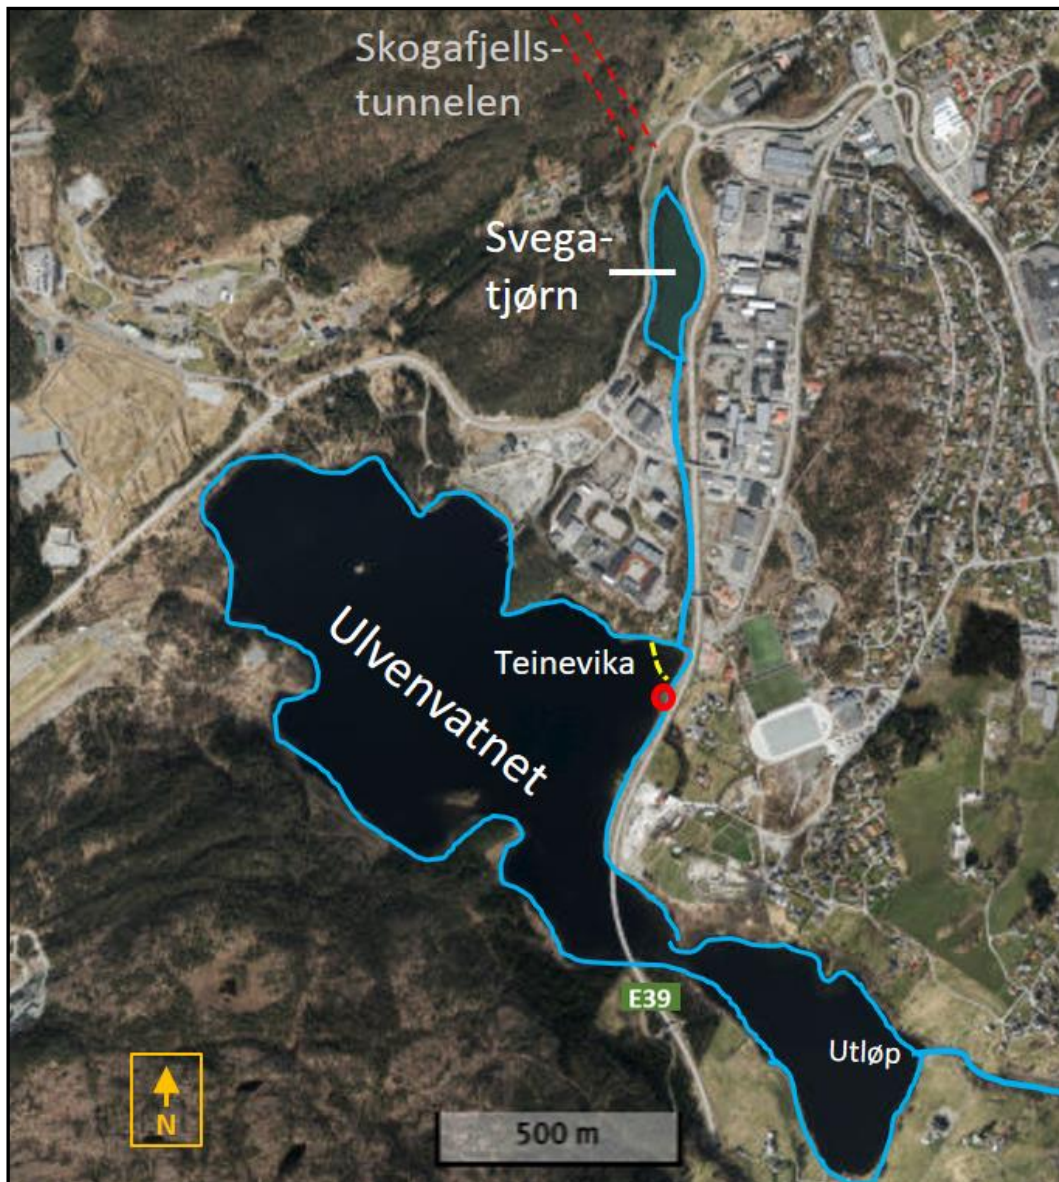 Skogafjells-
tunnelen
Svega-
tjørn
Teinevika
Ulvenvatnet
E39
Utløp
N
500 m